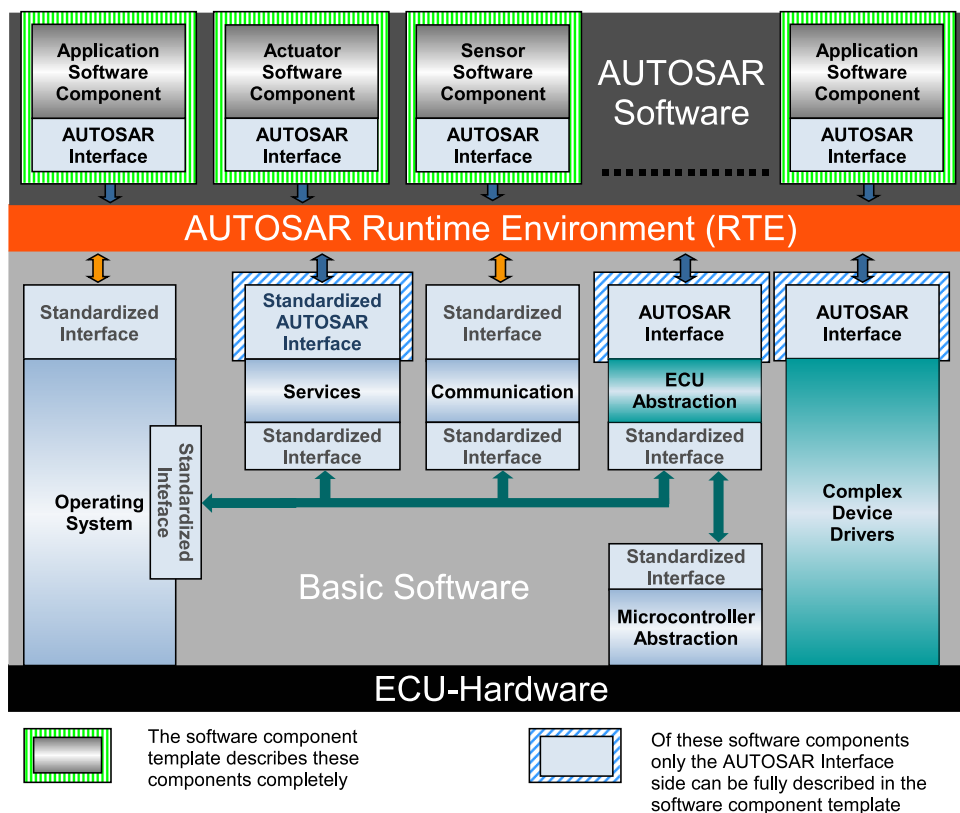 Application
Software
Component
AUTOSAR
Interface
Actuator
Software
Component
AUTOSAR
Interface
Sensor
Software
Component
AUTOSAR
Interface
AUTOSAR
Software
Application
Software
Component
AUTOSAR
Interface
AUTOSAR Runtime Environment (RTE)
Standardized
Interface
Operating
System
Standardized
Inteface
Standardized
AUTOSAR
Interface
Services
Standardized
Interface
Standardized
Interface
Communication
Standardized
Interface
AUTOSAR
Interface
ECU
Abstraction
Standardized
Interface
Standardized
Interface
Microcontroller
Abstraction
AUTOSAR
Interface
Complex
Device
Drivers
Basic Software
ECU-Hardware
The software component
template describes these
components completely
Of these software components
only the AUTOSAR Interface
side can be fully described in the
software component template